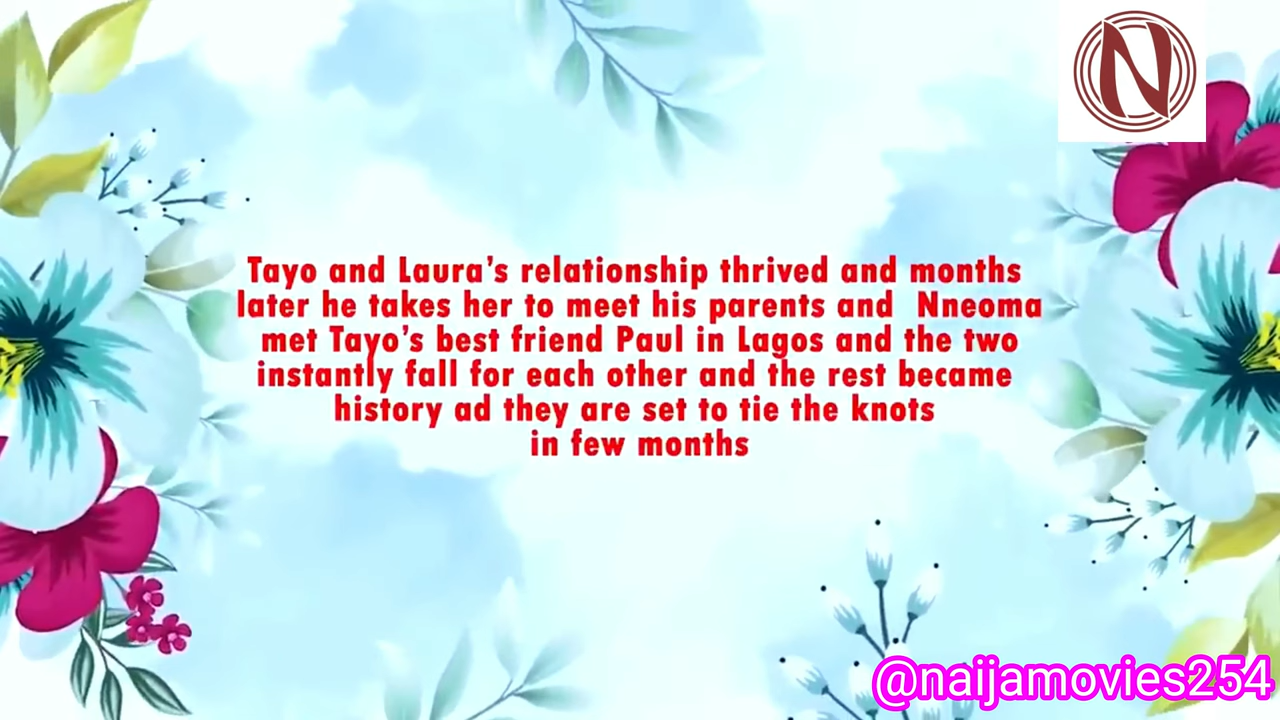 N
Tayo and Laura's relationship thrived and months
later he takes her to meet his parents and  Nneoma
met Tayo's best friend Paul in Lagos and the two
instantly fall for each other and the rest became
history ad they are set to tie the knots
in few months
@naijamovies254